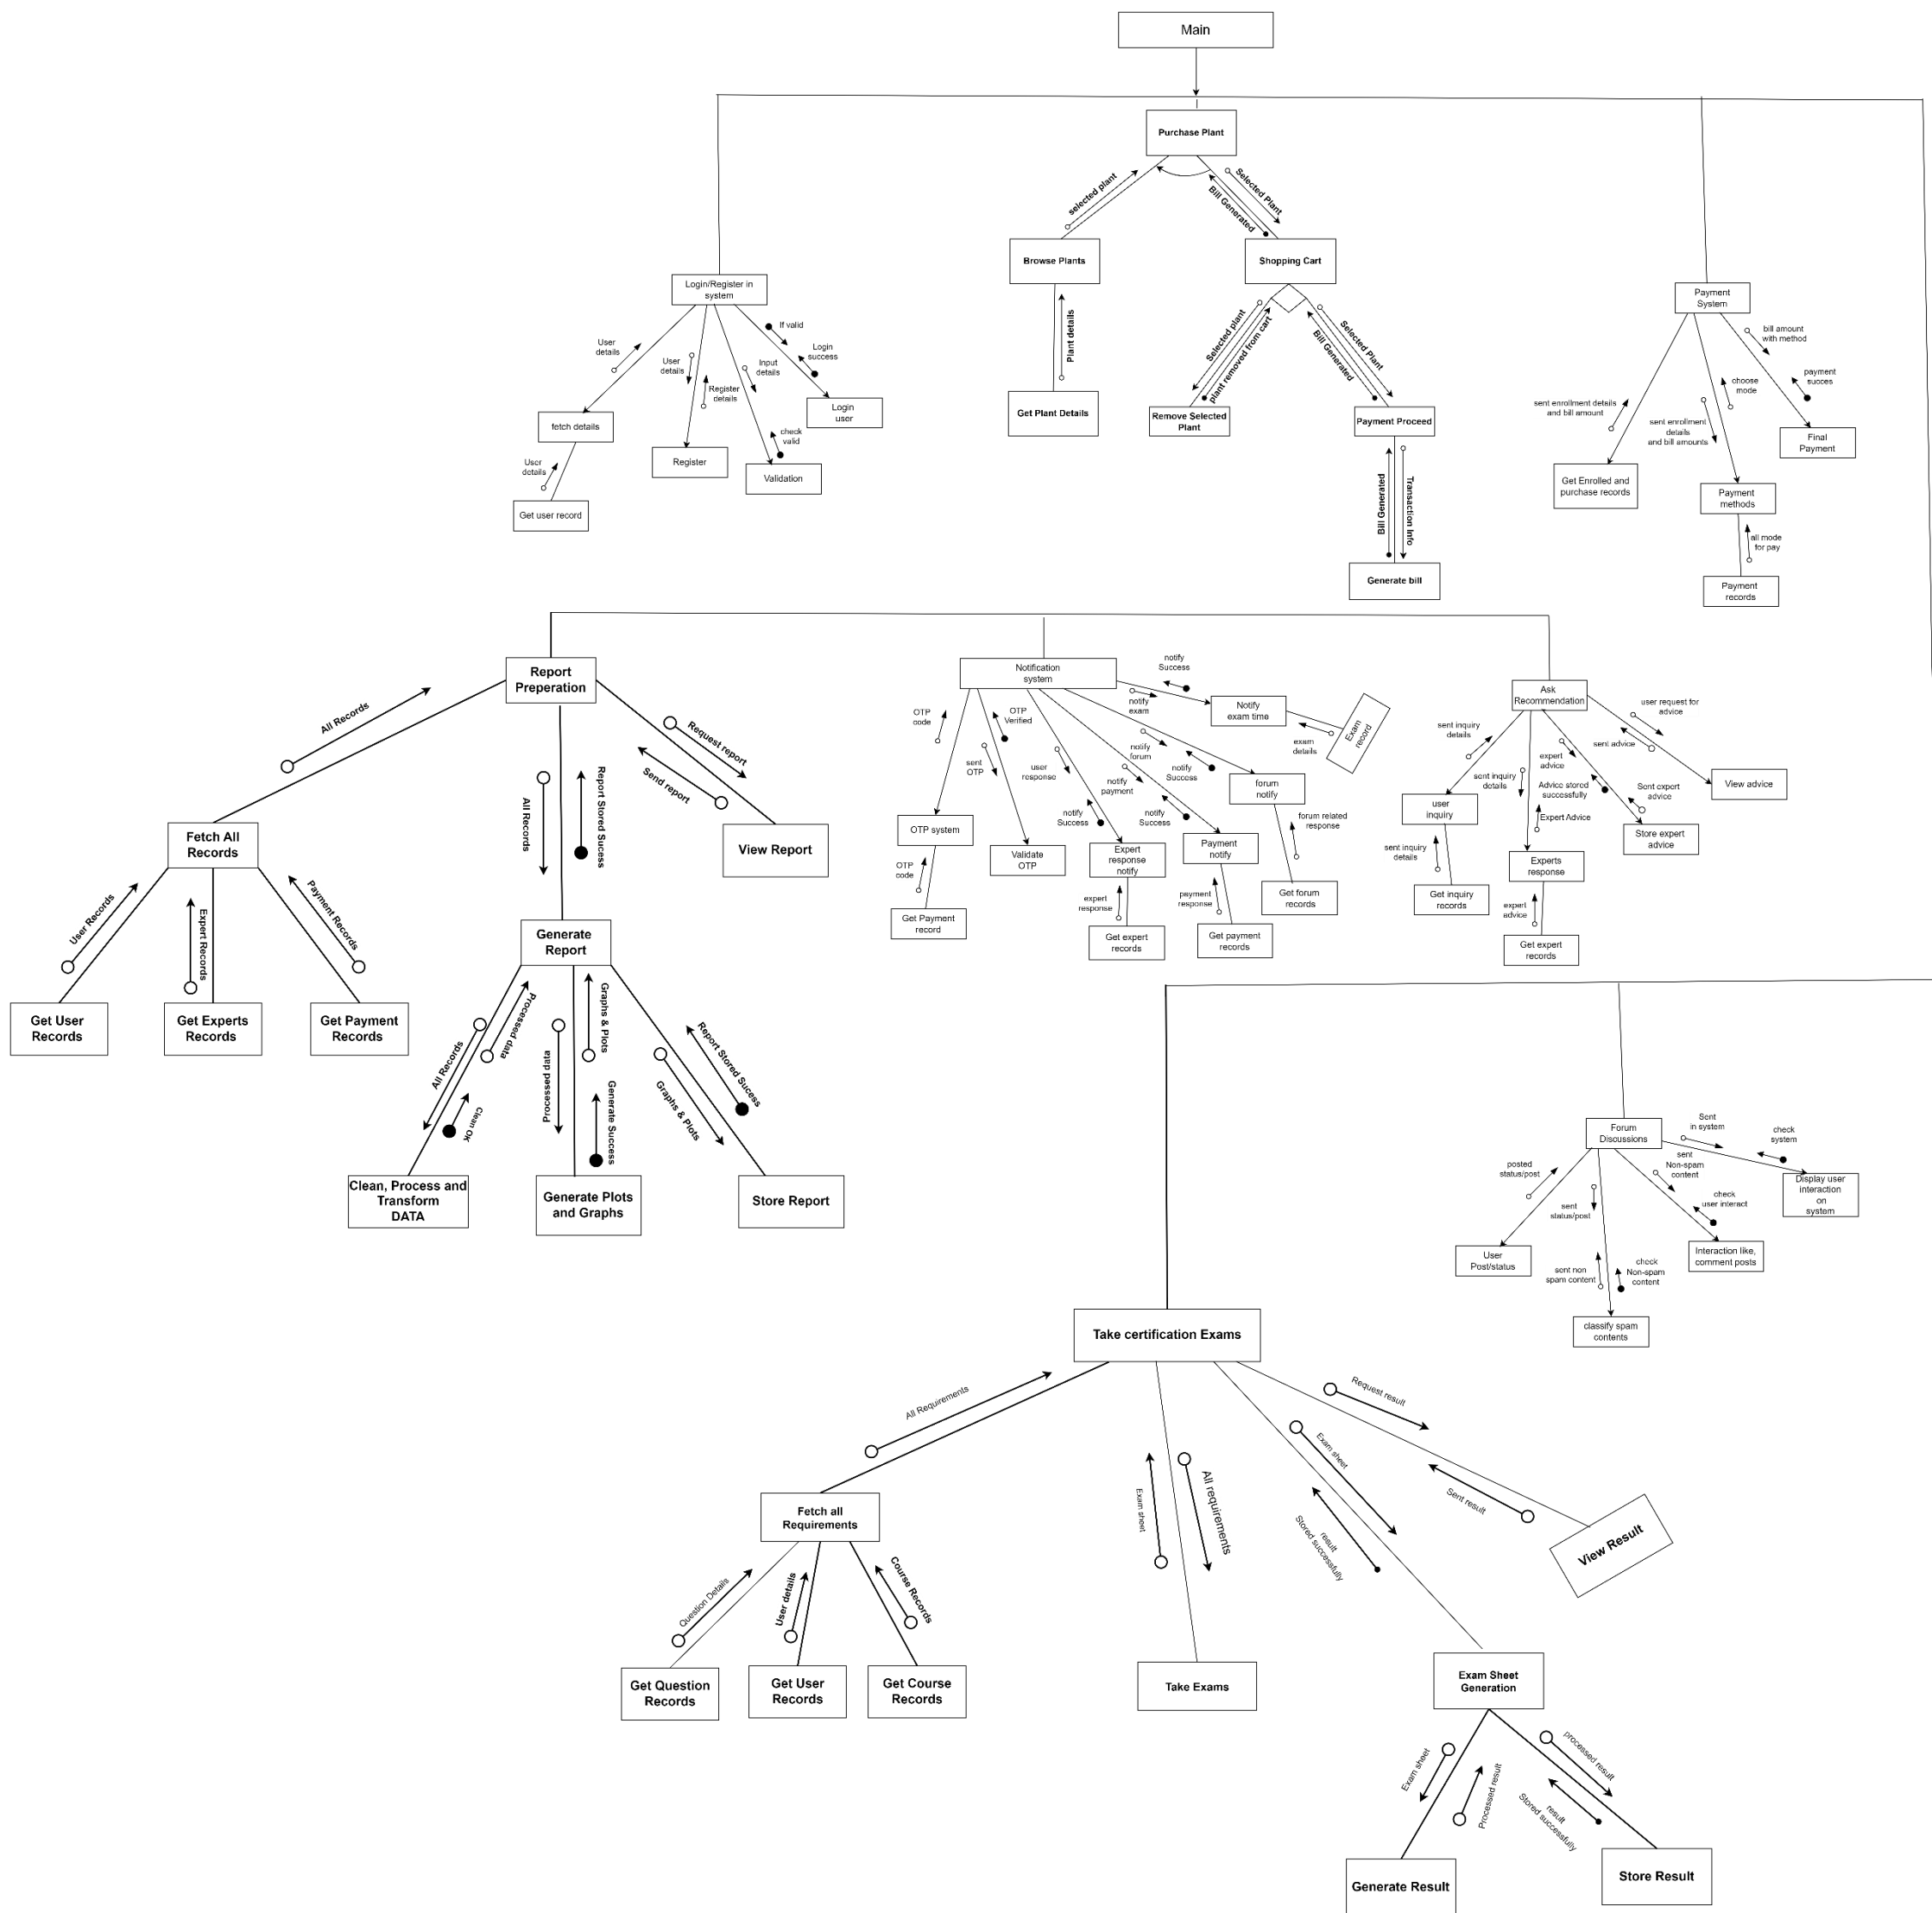 Main
Purchase Plant
selected plant
Selected Plant
Bill Generated
Browse Plants
Shopping Cart
Plant details
Get Plant Details
Selected plant
plant removed from cart
Selected Plant
Bill Generated
Remove Selected
Plant
Payment Proceed
Bill Generated
Transaction Info
Generate bill
Login/Register in
system
User
details
User
details
Register
details
Input
details
If valid
Login
success
check
valid
fetch details
Login
user
Register
Validation
User
details
Get user record
Payment
System
bill amount
with method
payment
succes
choose
mode
sent enrollment details
and bill amount
sent enrollment
details
and bill amounts
Final
Payment
Get Enrolled and
purchase records
Payment
methods
all mode
for pay
Payment
records
Report
Preperation
All Records
Request report
Send report
All Records
Report Stored Sucess
Fetch All
Records
View Report
User Records
Expert Records
Payment Records
Generate
Report
Get User
Records
Get Experts
Records
Get Payment
Records
All Records
Processed data
Clean OK
Processed data
Graphs & Plots
Generate Success
Graphs & Plots
Report Stored Sucess
Clean, Process and
Transform
DATA
Generate Plots
and Graphs
Store Report
Notification
system
notify
Success
notify
exam
Notify
exam time
exam
details
Exam
record
OTP
code
OTP
Verified
sent
OTP
user
response
notify
forum
notify
payment
notify
Success
notify
Success
notify
Success
forum
notify
forum related
response
OTP system
Validate
OTP
Expert
response
notify
Payment
notify
OTP
code
expert
response
payment
response
Get forum
records
Get Payment
record
Get expert
records
Get payment
records
Ask
Recommendation
user request for
advice
sent inquiry
details
expert
advice
sent advice
sent inquiry
details
Advice stored
successfully
Sent expert
advice
Expert Advice
View advice
user
inquiry
Store expert
advice
sent inquiry
details
Experts
response
Get inquiry
records
expert
advice
Get expert
records
Forum
Discussions
Sent
in system
check
system
posted
status/post
sent
Non-spam
content
sent
status/post
check
user interact
Display user
interaction
on
system
User
Post/status
Interaction like,
comment posts
sent non
spam content
check
Non-spam
content
classify spam
contents
Take certification Exams
All Requirements
Exam sheet
All requirements
Exam sheet
result
Stored successfully
Request result
Sent result
Fetch all
Requirements
View Result
Question Details
User details
Course Records
Get Question
Records
Get User
Records
Get Course
Records
Take Exams
Exam Sheet
Generation
Exam sheet
Processed result
processed result
result
Stored successfully
Generate Result
Store Result